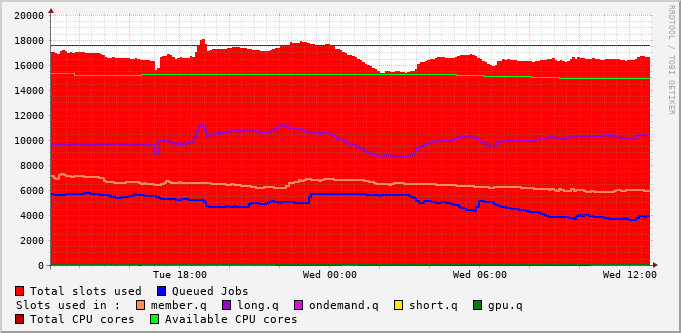 20000
18000
16000
14000
12000
10000
8000
6000
4000
2000
0
Tue 18:00 Wed 00:00 Wed 06:00 Wed 12:00
Total slots used Queued Jobs
Slots used in : member.q long.q ondemand.q short.q gpu.q
Total CPU cores Available CPU cores
RRDTOOL / TOBI OETIKER